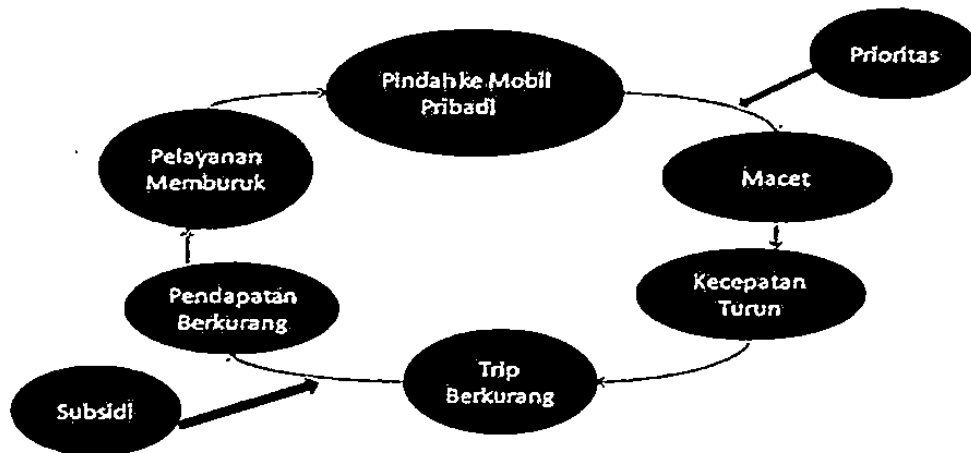 Prioritas
Pindah ke Mobil
Pribadi
Pelayanan
Memburuk
Macet
Kecepatan
Turun
Pendapatan
Berkurang
Trip
Berkurang
Subsidi